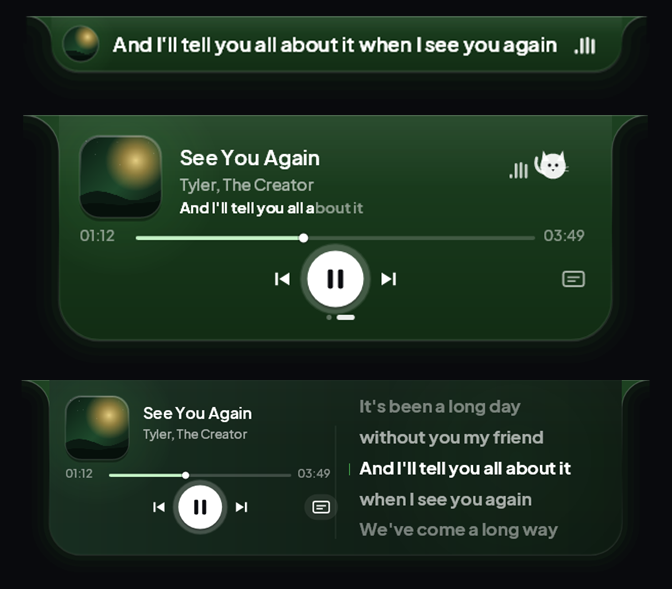 And I'll tell you all about it when I see you again
See You Again
Tyler, The Creator
And I'll tell you all about it
01:12
03:49
See You Again
Tyler, The Creator
01:12
03:49
It's been a long day
without you my friend
And I'll tell you all about it
when I see you again
We've come a long way